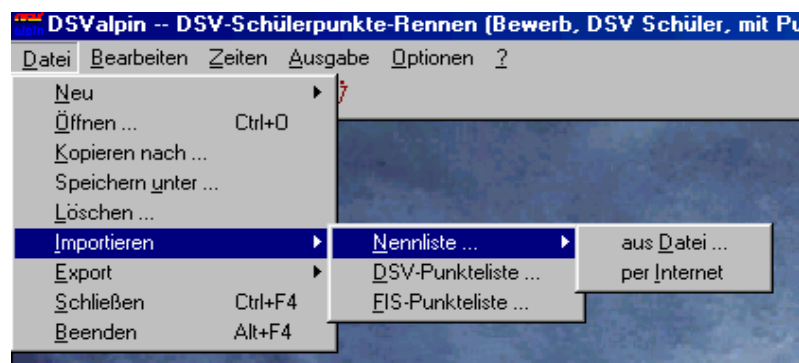 DSValpin -- DSV-Schülerpunkte-Rennen (Bewerb, DSV Schüler, mit Pu
Datei Bearbeiten Zeiten Ausgabe Optionen ?
Neu
Öffnen ... Ctrl+O
Kopieren nach ...
Speichern unter ...
Löschen ...
Importieren Nennliste ... aus Datei ...
Export DSV-Punkteliste ... per Internet
Schließen Ctrl+F4 FIS-Punkteliste ...
Beenden Alt+F4